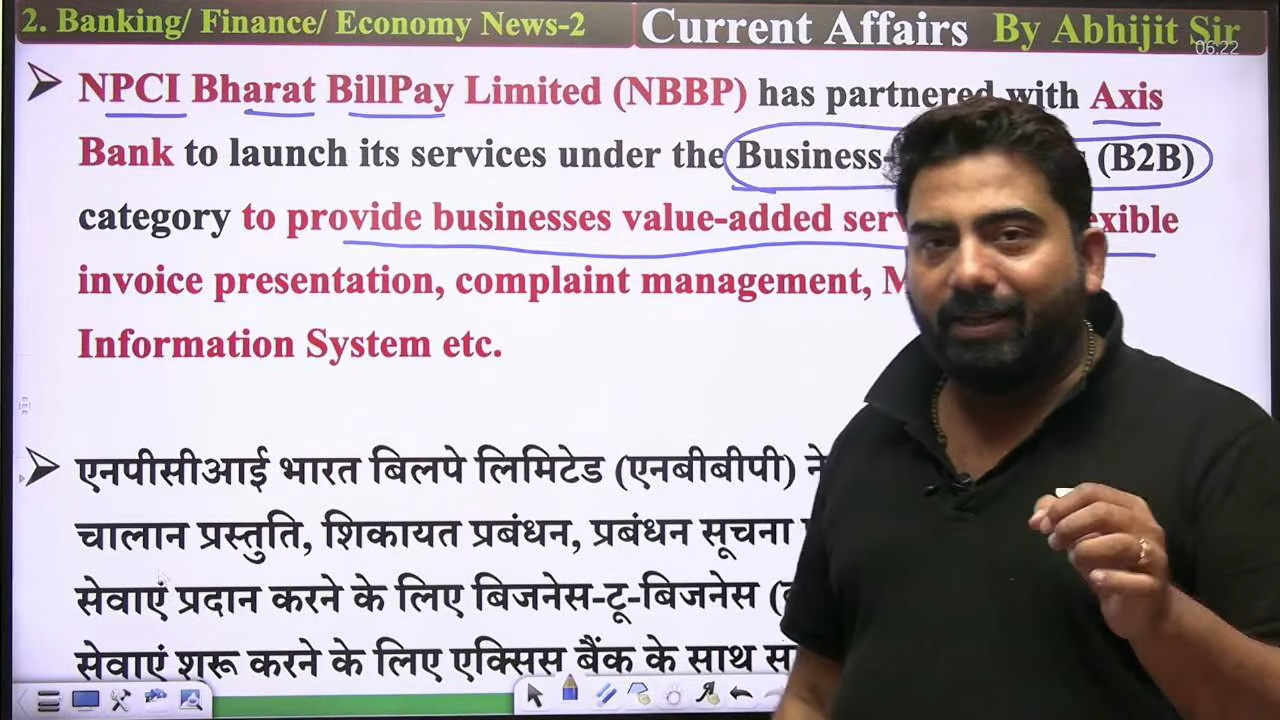 2. Banking/ Finance/ Economy News-2
Current Affairs By Abhijit Sir
06:22
NPCI Bharat BillPay Limited (NBBP) has partnered with Axis
Bank to launch its services under the Business- (B2B)
category to provide businesses value-added
invoice presentation, complaint management,
Information System etc.
एनपीसीआई भारत बिलपे लिमिटेड (एनबीबीपी) ने
चालान प्रस्तुति, शिकायत प्रबंधन, प्रबंधन सूचना
सेवाएं प्रदान करने के लिए बिजनेस-टू-बिजनेस
सेवाएं शुरू करने के लिए एक्सिस बैंक के साथ